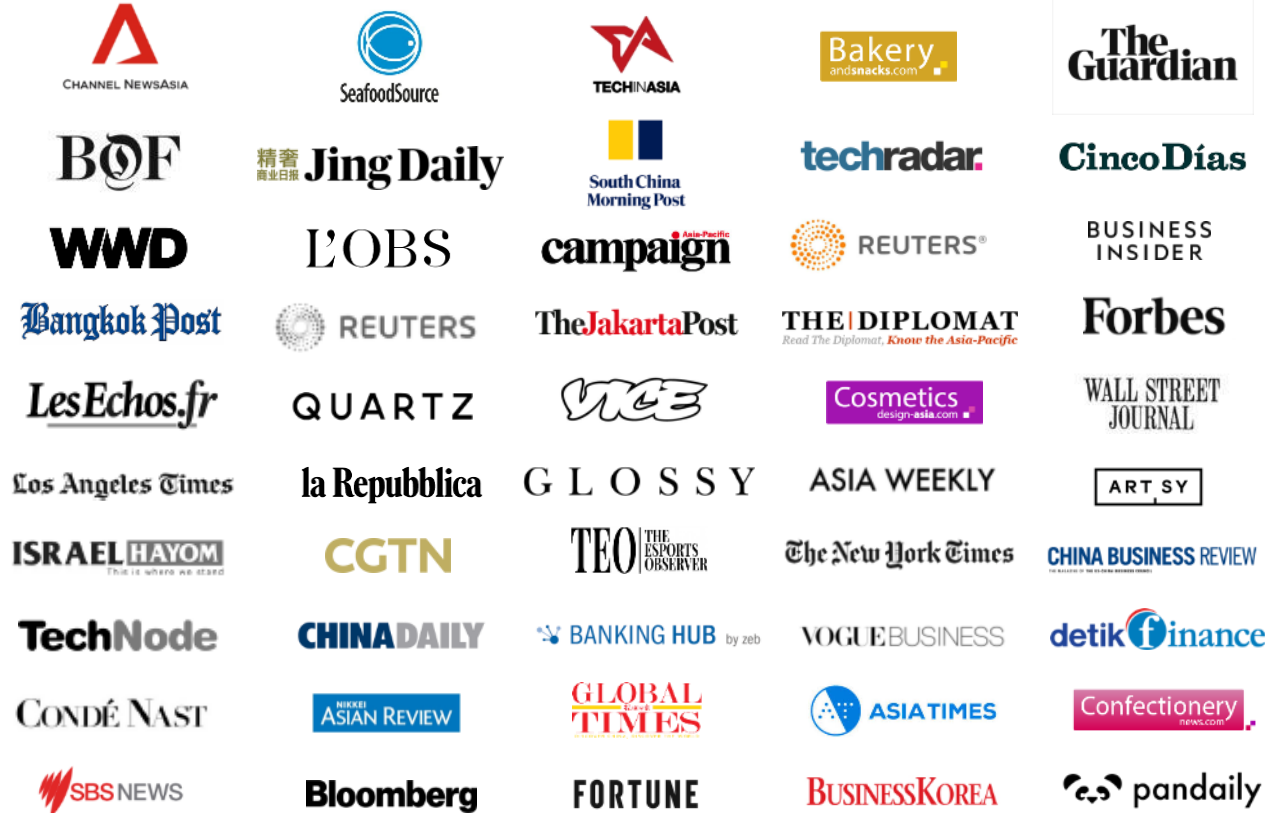 CHANNEL NEWSASIA
SeafoodSource
TECHINASIA
Bakery
andsnacks.com
The
Guardian
BOF
精奢
商业日报
Jing Daily
South China
Morning Post
techradar.
CincoDías
WWD
L'OBS
Asia-Pacific
campaign
REUTERS®
BUSINESS
INSIDER
Bangkok Post
REUTERS
TheJakartaPost
THE|DIPLOMAT
Read The Diplomat, Know the Asia-Pacific
Forbes
LesEchos.fr
QUARTZ
VICE
Cosmetics
design-asia.com
WALL STREET
JOURNAL
Los Angeles Times
la Repubblica
GLOSSY
ASIA WEEKLY
ARTSY
ISRAEL HAYOM
This is where we stand
CGTN
TEO
THE
ESPORTS
OBSERVER
The New York Times
CHINA BUSINESS REVIEW
TechNode
CHINADAILY
BANKING HUB by zeb
VOGUE BUSINESS
detikfinance
CONDÉ NAST
NIKKEI
ASIAN REVIEW
GLOBAL
TIMES
ASIA TIMES
Confectionery
news.com
SBS NEWS
Bloomberg
FORTUNE
BUSINESSKOREA
pandaily